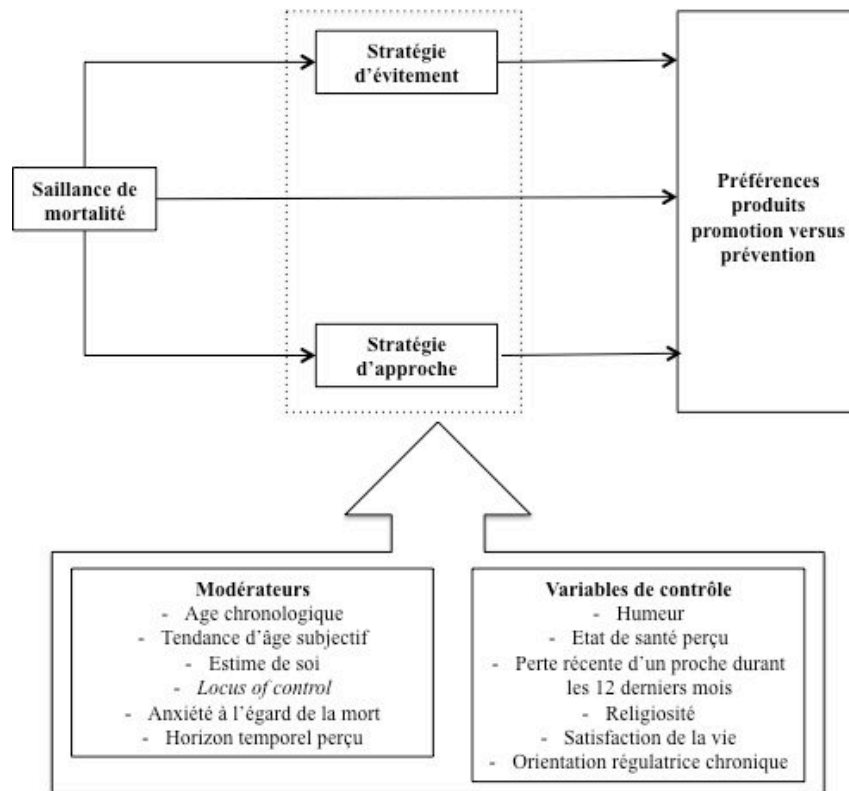 Stratégie
d'évitement
Saillance de
mortalité
Préférences
produits
promotion versus
prévention
Stratégie
d'approche
Modérateurs
- Age chronologique
- Tendance d'âge subjectif
- Estime de soi
- Locus of control
- Anxiété à l'égard de la mort
- Horizon temporel perçu
Variables de contrôle
- Humeur
- Etat de santé perçu
- Perte récente d'un proche durant
les 12 derniers mois
- Religiosité
- Satisfaction de la vie
- Orientation régulatrice chronique